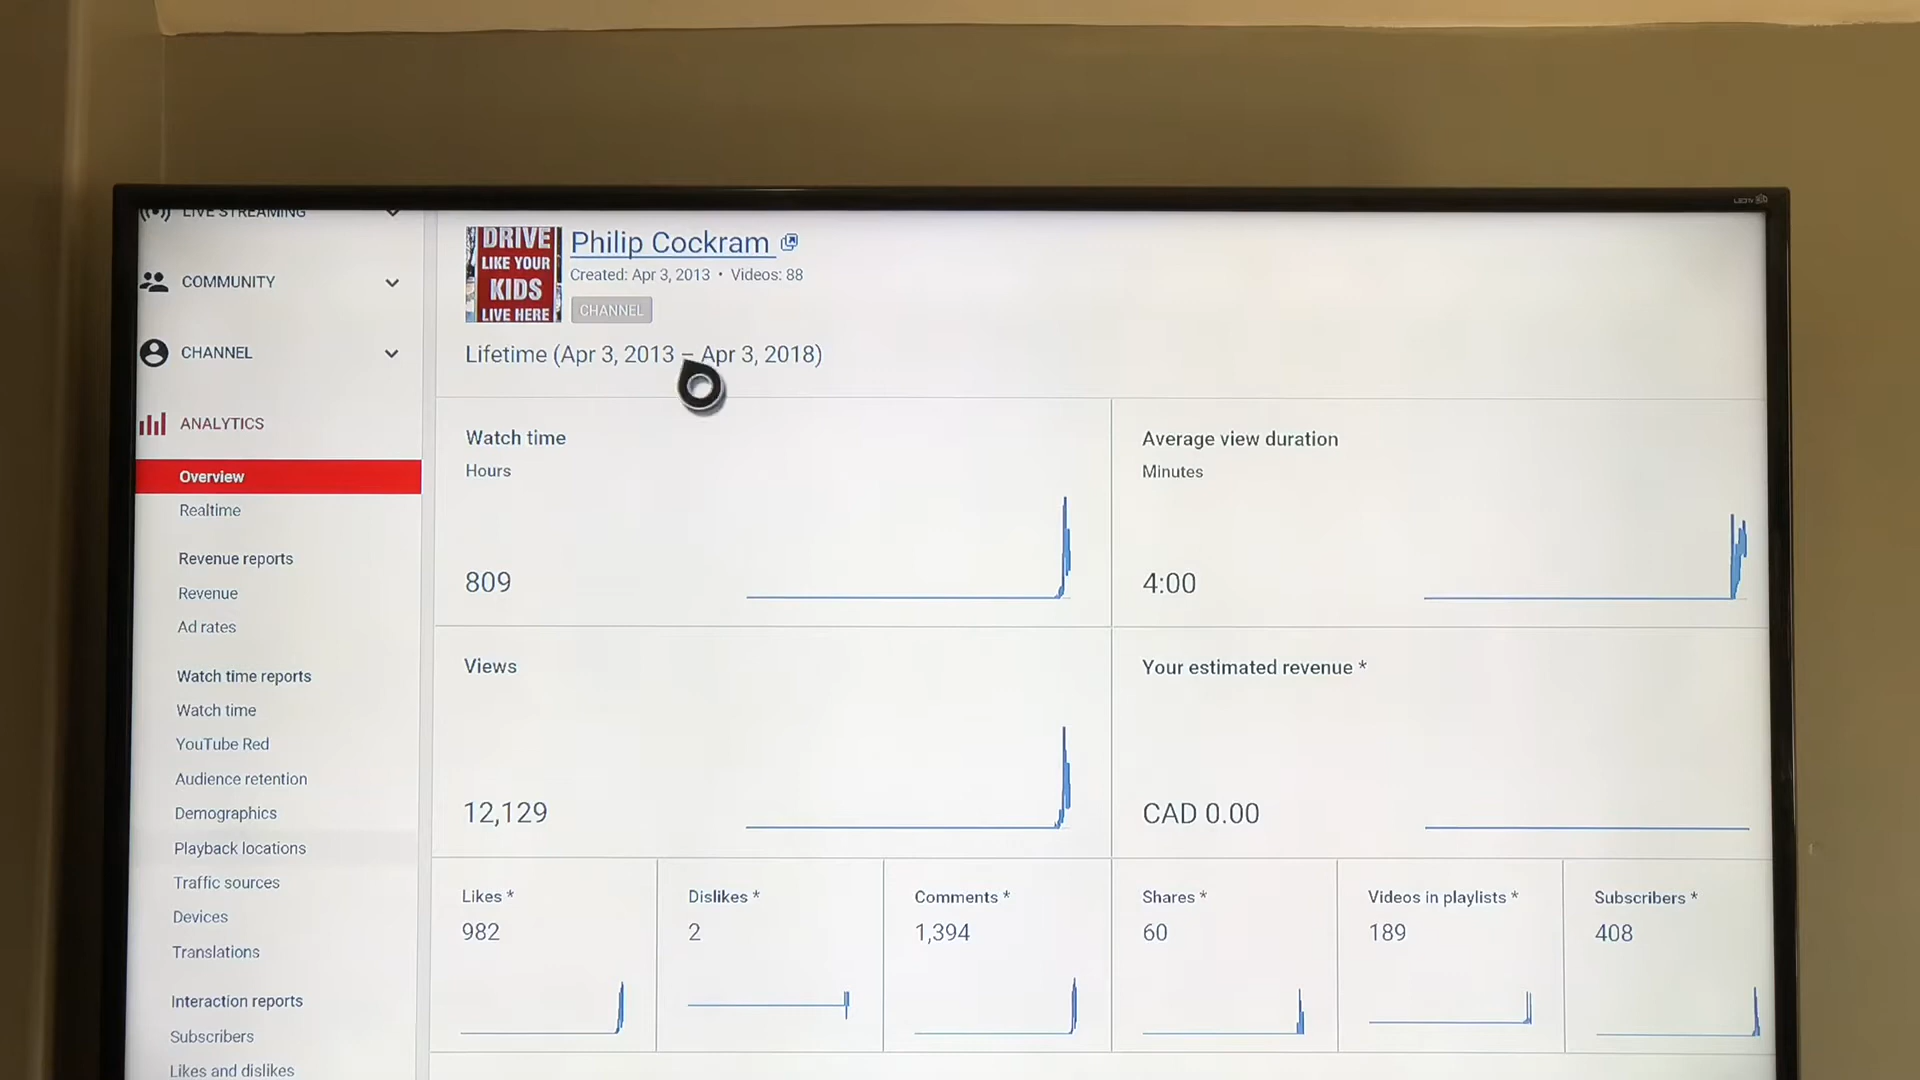 LIVE STREAMING
COMMUNITY
CHANNEL
ANALYTICS
Overview
Realtime
Revenue reports
Revenue
Ad rates
Watch time reports
Watch time
YouTube Red
Audience retention
Demographics
Playback locations
Traffic sources
Devices
Translations
Interaction reports
Subscribers
Likes and dislikes
DRIVE
LIKE YOUR
KIDS
LIVE HERE
Philip Cockram
Created: Apr 3, 2013 • Videos: 88
CHANNEL
Lifetime (Apr 3, 2013 – Apr 3, 2018)
Watch time
Hours
809
Average view duration
Minutes
4:00
Views
12,129
Your estimated revenue *
CAD 0.00
Likes *
982
Dislikes *
2
Comments *
1,394
Shares *
60
Videos in playlists *
189
Subscribers *
408